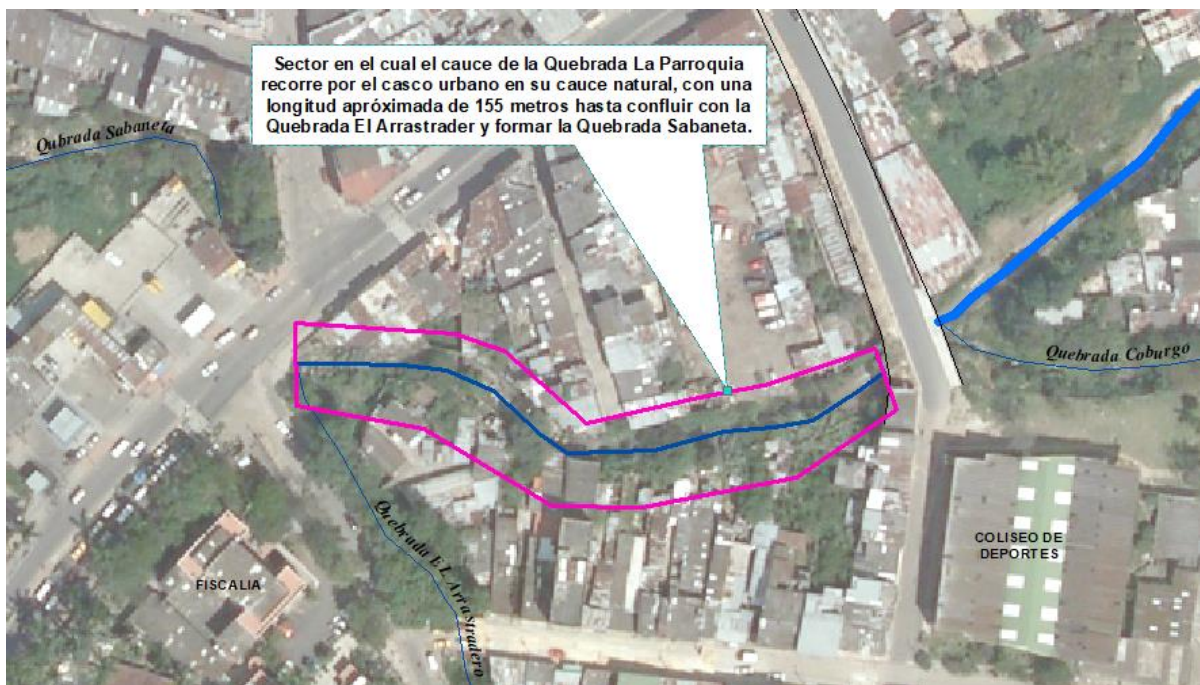 Sector en el cual el cauce de la Quebrada La Parroquia
recorre por el casco urbano en su cauce natural, con una
longitud apróximada de 155 metros hasta confluir con la
Quebrada El Arrastrader y formar la Quebrada Sabaneta.
Qubrada Sabaneta
Quebrada Coburgo
Quebrada EL Arrastradero
COLISEO DE
DEPORTES
FISCALIA